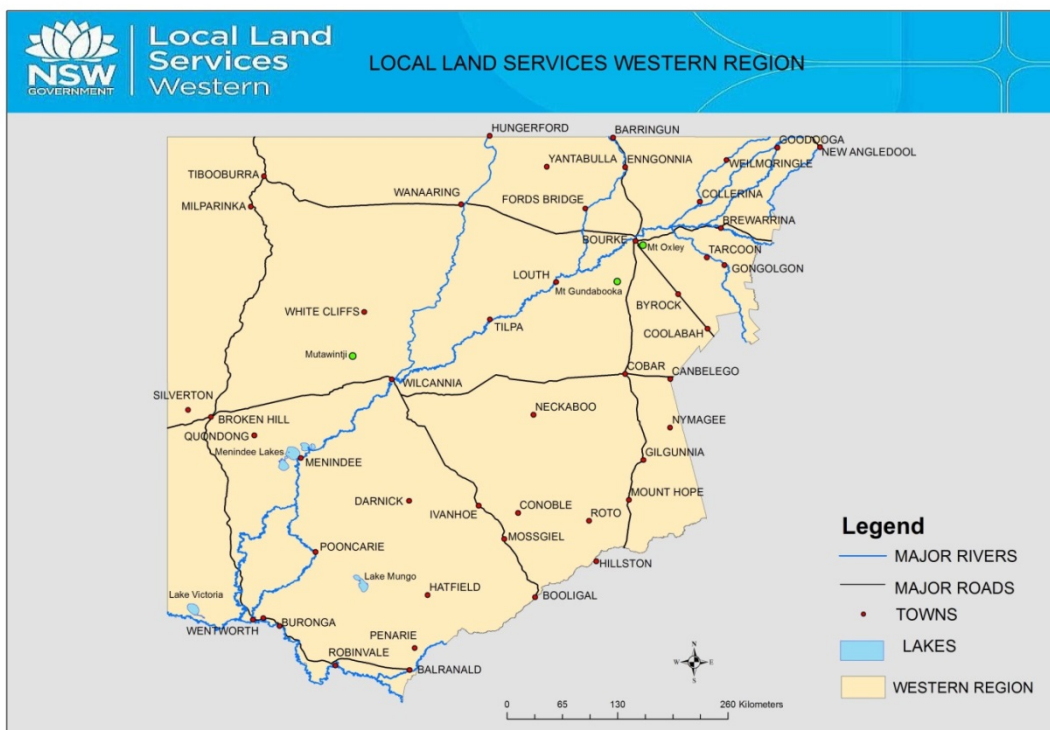 NSW
GOVERNMENT
Local Land
Services
Western
LOCAL LAND SERVICES WESTERN REGION
HUNGERFORD
BARRINGUN
GOODOOGA
NEW ANGLEDOOL
YANTABULLA
ENNGONNIA
WEILMORINGLE
TIBOOBURRA
WANAARING
FORDS BRIDGE
COLLERINA
MILPARINKA
BREWARRINA
BOURKE
Mt Oxley
TARCOON
GONGOLGON
LOUTH
Mt Gundabooka
BYROCK
WHITE CLIFFS
TILPA
COOLABAH
Mutawintji
WILCANNIA
COBAR
CANBELEGO
SILVERTON
BROKEN HILL
NECKABOO
NYMAGEE
QUONDONG
Menindee Lakes
MENINDEE
GILGUNNIA
DARNICK
IVANHOE
CONOBLE
ROTO
MOUNT HOPE
MOSSGIEL
POONCARIE
HILLSTON
Lake Mungo
HATFIELD
BOOLIGAL
Lake Victoria
WENTWORTH
BURONGA
PENARIE
ROBINVALE
BALRANALD
Legend
MAJOR RIVERS
MAJOR ROADS
TOWNS
LAKES
WESTERN REGION
N
W
E
S
0 65 130 260 Kilometers